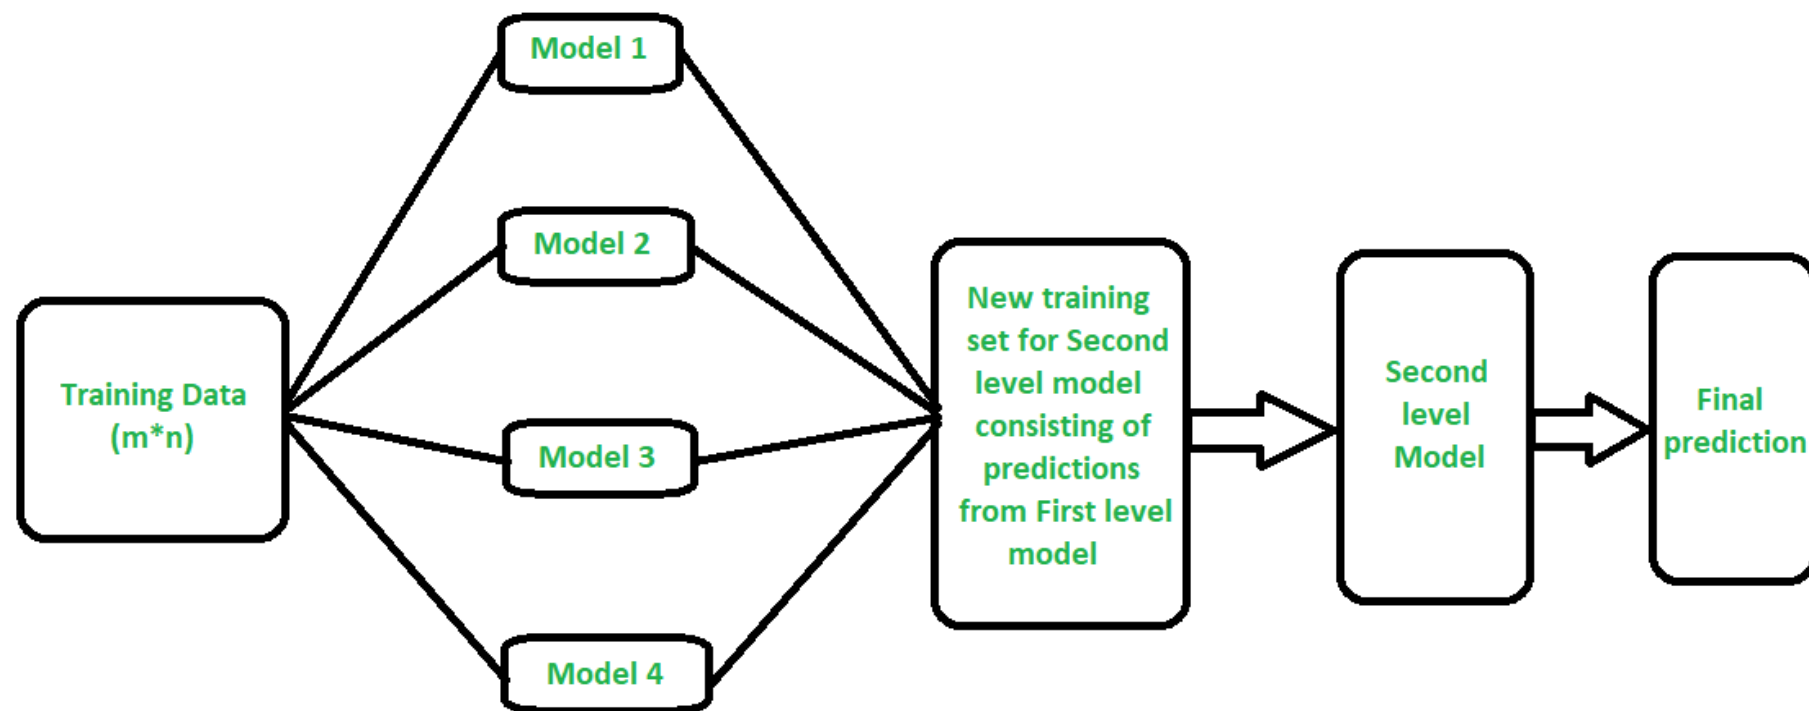 Model 1
Model 2
Training Data
(m*n)
Model 3
Model 4
New training
set for Second
level model
consisting of
predictions
from First level
model
Second
level
Model
Final
prediction